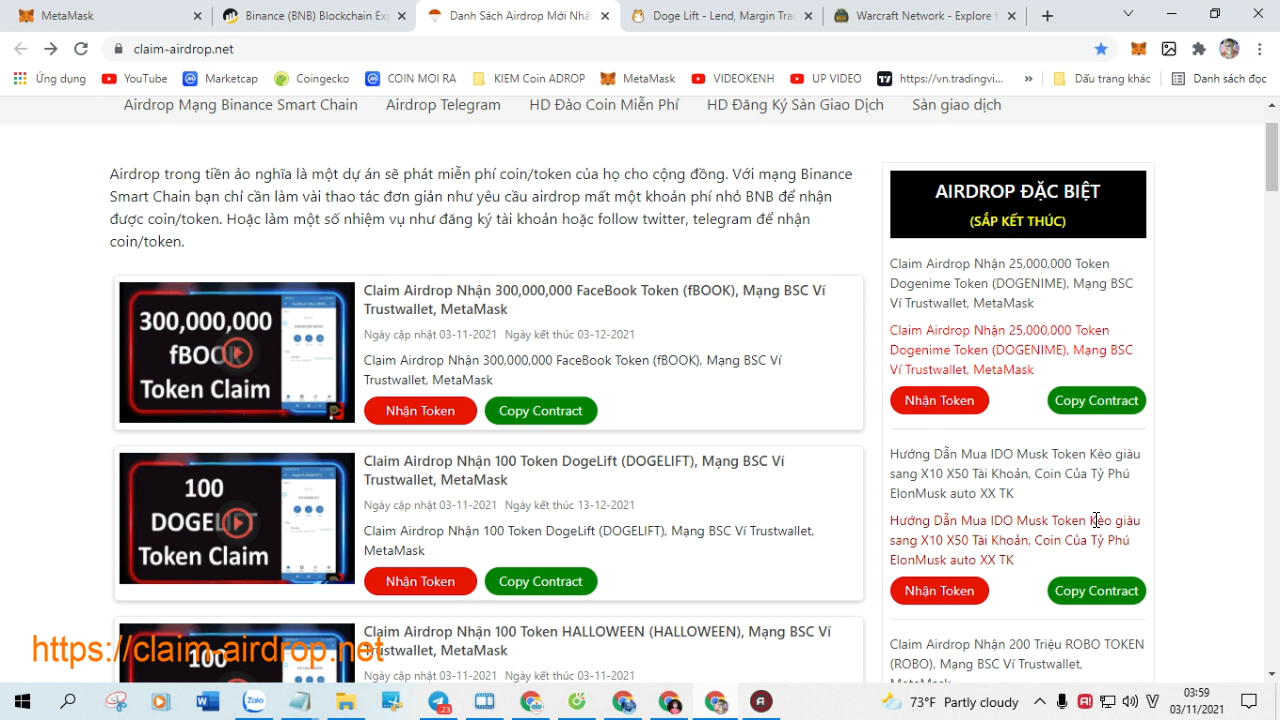 MetaMask
Binance (BNB) Blockchain Exp
Danh Sách Airdrop Mới Nhất
Doge Lift - Lend, Margin Trad
Warcraft Network - Explore t
claim-airdrop.net
Ứng dụng
YouTube
Marketcap
Coingecko
COIN MOI RA
KIEM Coin ADROP
MetaMask
VIDEOKENH
UP VIDEO
https://vn.tradingvi...
»
Dấu trang khác
Danh sách đọc
Airdrop Mạng Binance Smart Chain
Airdrop Telegram
HD Đào Coin Miễn Phí
HD Đăng Ký Sàn Giao Dịch
Sàn giao dịch
Airdrop trong tiền ảo nghĩa là một dự án sẽ phát miễn phí coin/token của họ cho cộng đồng. Với mạng Binance
Smart Chain bạn chỉ cần làm vài thao tác đơn giản như yêu cầu airdrop mất một khoản phí nhỏ BNB để nhận
được coin/token. Hoặc làm một số nhiệm vụ như đăng ký tài khoản hoặc follow twitter, telegram để nhận
coin/token.
300,000,000
fBOOK
Token Claim
Claim Airdrop Nhận 300,000,000 FaceBook Token (fBOOK), Mạng BSC Ví
Trustwallet, MetaMask
Ngày cập nhật 03-11-2021 Ngày kết thúc 03-12-2021
Claim Airdrop Nhận 300,000,000 FaceBook Token (fBOOK), Mạng BSC Ví
Trustwallet, MetaMask
Nhận Token
Copy Contract
100
DOGELIFT
Token Claim
Claim Airdrop Nhận 100 Token DogeLift (DOGELIFT), Mạng BSC Ví
Trustwallet, MetaMask
Ngày cập nhật 03-11-2021 Ngày kết thúc 13-12-2021
Claim Airdrop Nhận 100 Token DogeLift (DOGELIFT), Mạng BSC Ví Trustwallet,
MetaMask
Nhận Token
Copy Contract
100
Claim Airdrop Nhận 100 Token HALLOWEEN (HALLOWEEN), Mạng BSC Ví
Trustwallet, MetaMask
Ngày cập nhật 03-11-2021 Ngày kết thúc 03-11-2021
https://claim-airdrop.net
AIRDROP ĐẶC BIỆT
(SẮP KẾT THÚC)
Claim Airdrop Nhận 25,000,000 Token
Dogenime Token (DOGENIME), Mạng BSC
Ví Trustwallet, MetaMask
Claim Airdrop Nhận 25,000,000 Token
Dogenime Token (DOGENIME), Mạng BSC
Ví Trustwallet, MetaMask
Nhận Token
Copy Contract
Hướng Dẫn Mua IDO Musk Token Kèo giàu
sang X10 X50 Tài Khoản, Coin Của Tỷ Phú
ElonMusk auto XX TK
Hướng Dẫn Mua IDO Musk Token Kèo giàu
sang X10 X50 Tài Khoản, Coin Của Tỷ Phú
ElonMusk auto XX TK
Nhận Token
Copy Contract
Claim Airdrop Nhận 200 Triệu ROBO TOKEN
(ROBO), Mạng BSC Ví Trustwallet,
MetaMask
Zalo
23
73°F Partly cloudy
03:59
03/11/2021